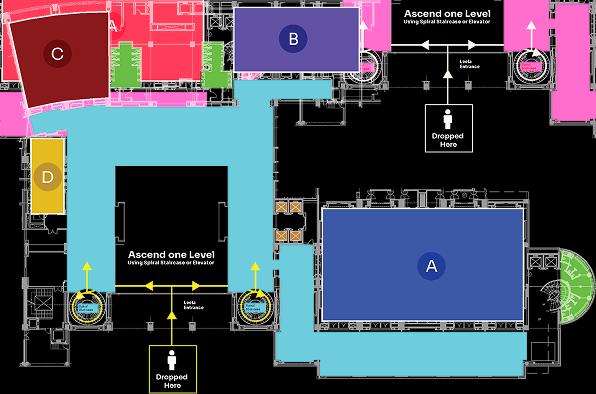 A
C
B
Ascend one Level
Using Spiral Staircase or Elevator
Leela
Entrance
Dropped
Here
D
A
Ascend one Level
Using Spiral Staircase or Elevator
Leela
Entrance
Dropped
Here